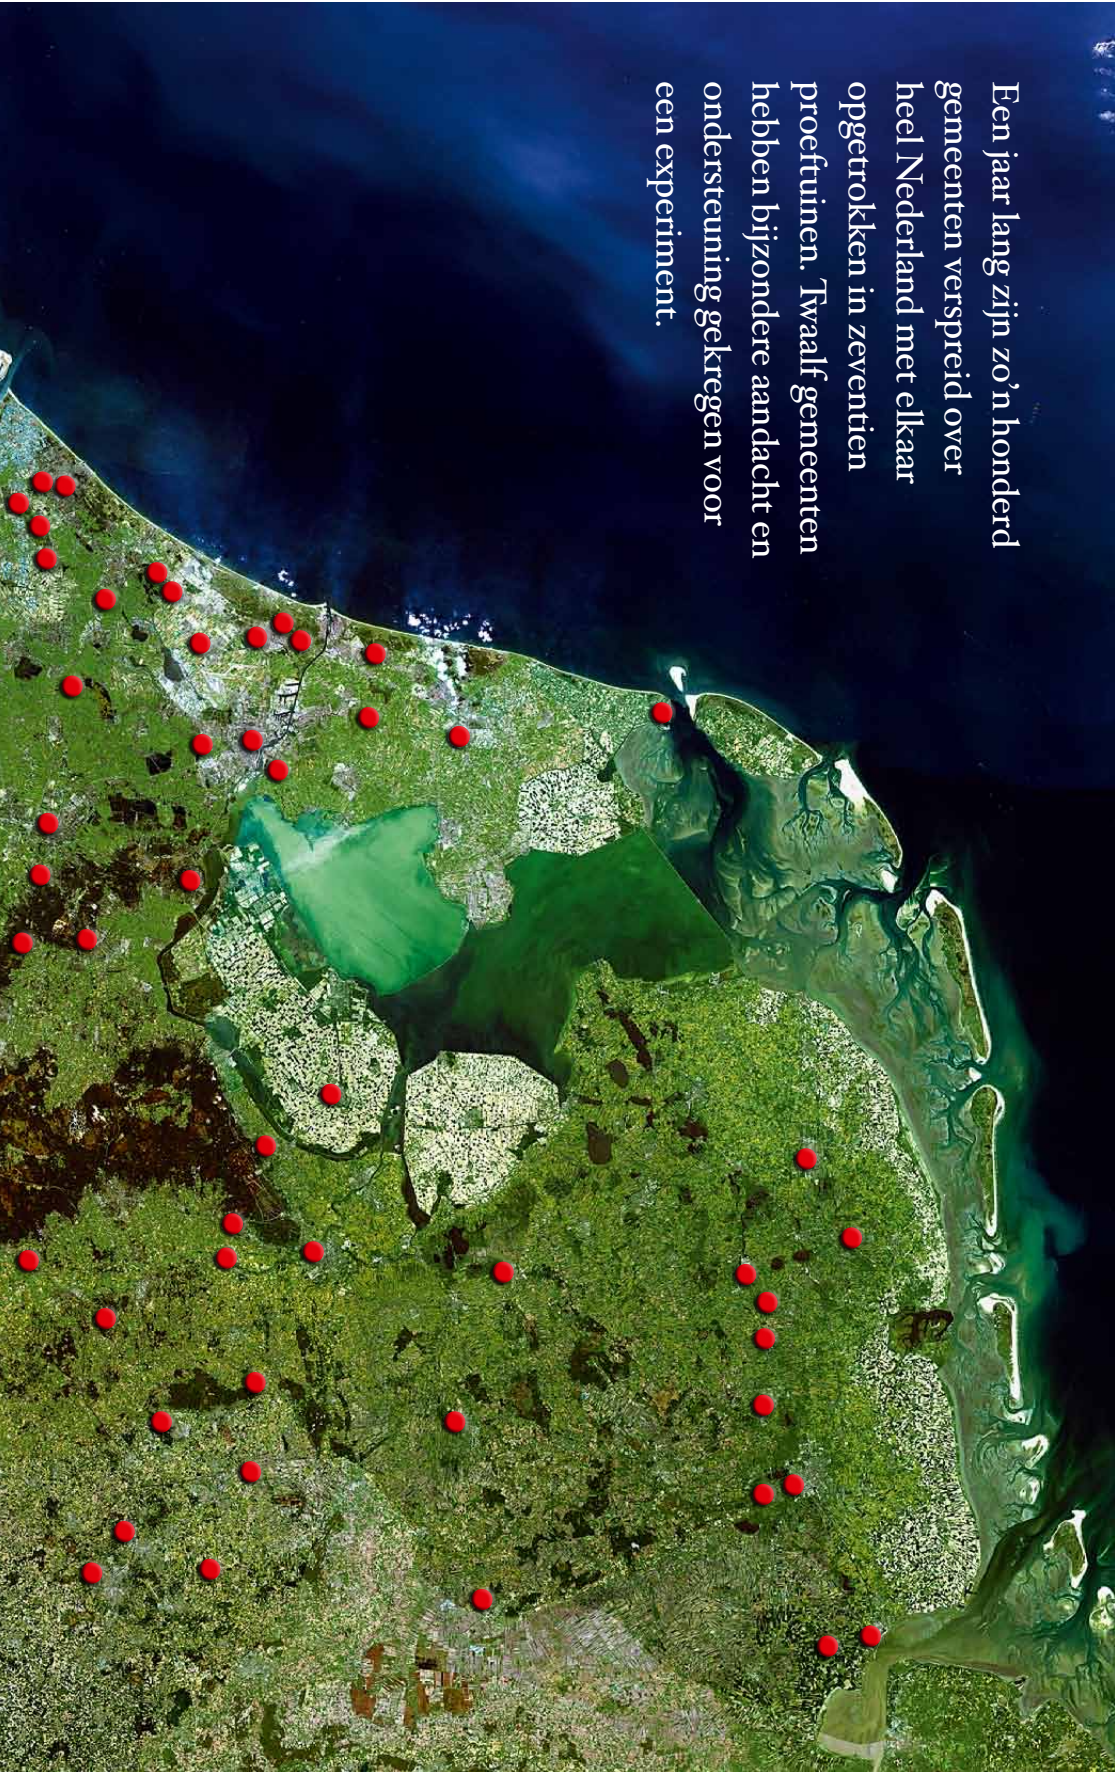 Een jaar lang zijn zo’n honderd
gemeenten verspreid over
heel Nederland met elkaar
opgetrokken in zeventien
proeftuinen. Twaalf gemeenten
hebben bijzondere aandacht en
ondersteuning gekregen voor
een experiment.